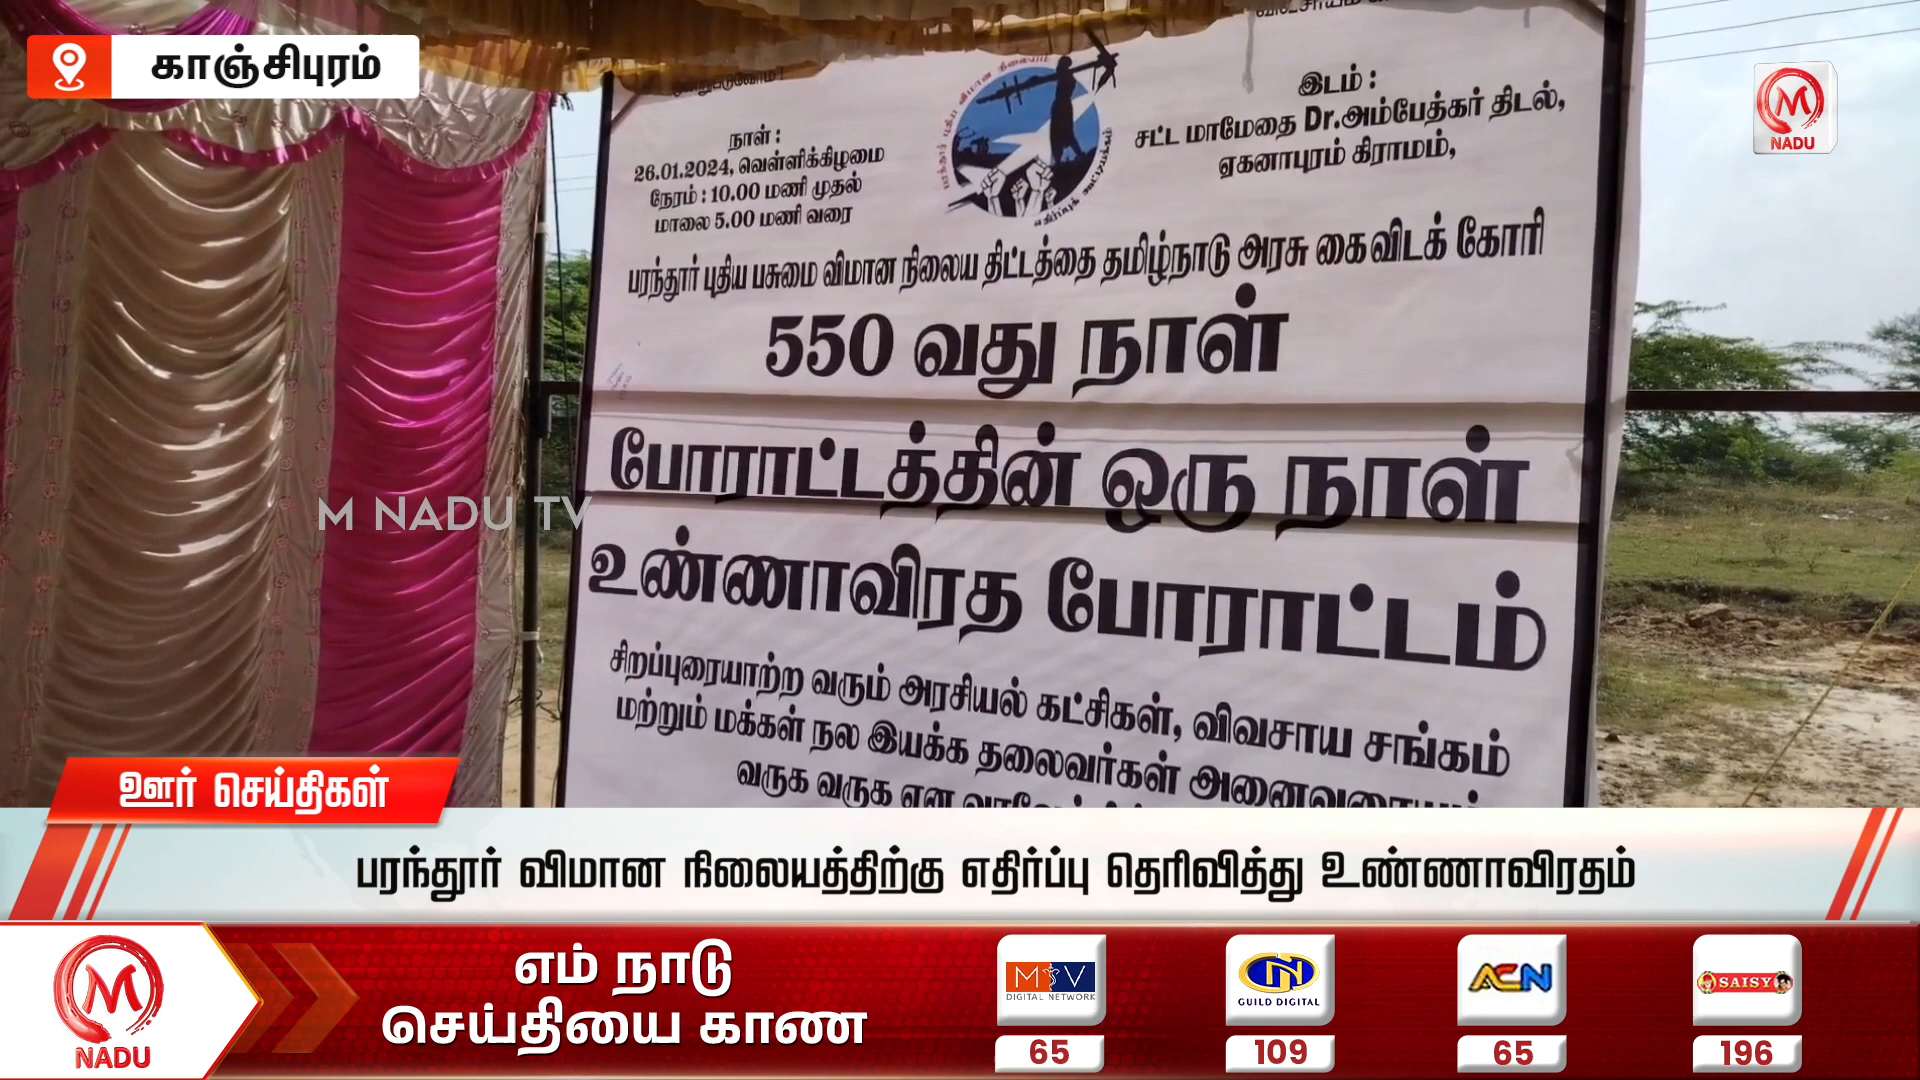 காஞ்சிபுரம்
நாள் :
26.01.2024, வெள்ளிக்கிழமை
நேரம் : 10.00 மணி முதல்
மாலை 5.00 மணி வரை
இடம் :
சட்ட மாமேதை Dr.அம்பேத்கர் திடல்,
ஏகனாபுரம் கிராமம்,
M
NADU
பரந்தூர் புதிய பசுமை விமான நிலைய திட்டத்தை தமிழ்நாடு அரசு கைவிடக் கோரி
550 வது நாள்
போராட்டத்தின் ஒரு நாள்
M NADU TV
உண்ணாவிரத போராட்டம்
சிறப்புரையாற்ற வரும் அரசியல் கட்சிகள், விவசாய சங்கம்
மற்றும் மக்கள் நல இயக்க தலைவர்கள் அனைவரையும்
வருக வருக என
ஊர் செய்திகள்
பரந்தூர் விமான நிலையத்திற்கு எதிர்ப்பு தெரிவித்து உண்ணாவிரதம்
M
NADU
எம் நாடு
செய்தியை காண
M V
DIGITAL NETWORK
65
GUILD DIGITAL
109
ACN
65
SAISY
196